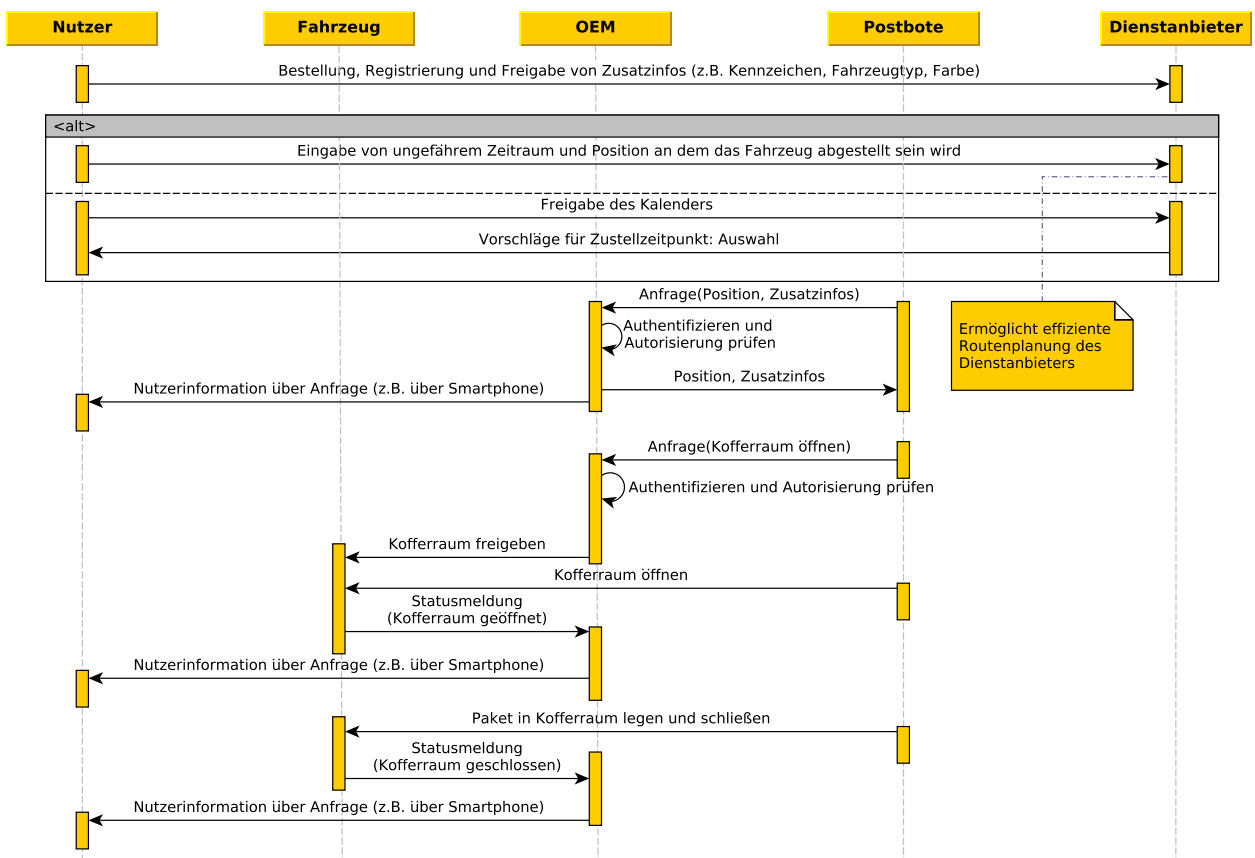 Nutzer
Fahrzeug
OEM
Postbote
Dienstanbieter
Bestellung, Registrierung und Freigabe von Zusatzinfos (z.B. Kennzeichen, Fahrzeugtyp, Farbe)
<alt>
Eingabe von ungefährem Zeitraum und Position an dem das Fahrzeug abgestellt sein wird
Freigabe des Kalenders
Vorschläge für Zustellzeitpunkt: Auswahl
Anfrage(Position, Zusatzinfos)
Authentifizieren und
Autorisierung prüfen
Ermöglicht effiziente
Routenplanung des
Dienstanbieters
Position, Zusatzinfos
Nutzerinformation über Anfrage (z.B. über Smartphone)
Anfrage(Kofferraum öffnen)
Authentifizieren und Autorisierung prüfen
Kofferraum freigeben
Kofferraum öffnen
Statusmeldung
(Kofferraum geöffnet)
Nutzerinformation über Anfrage (z.B. über Smartphone)
Paket in Kofferraum legen und schließen
Statusmeldung
(Kofferraum geschlossen)
Nutzerinformation über Anfrage (z.B. über Smartphone)